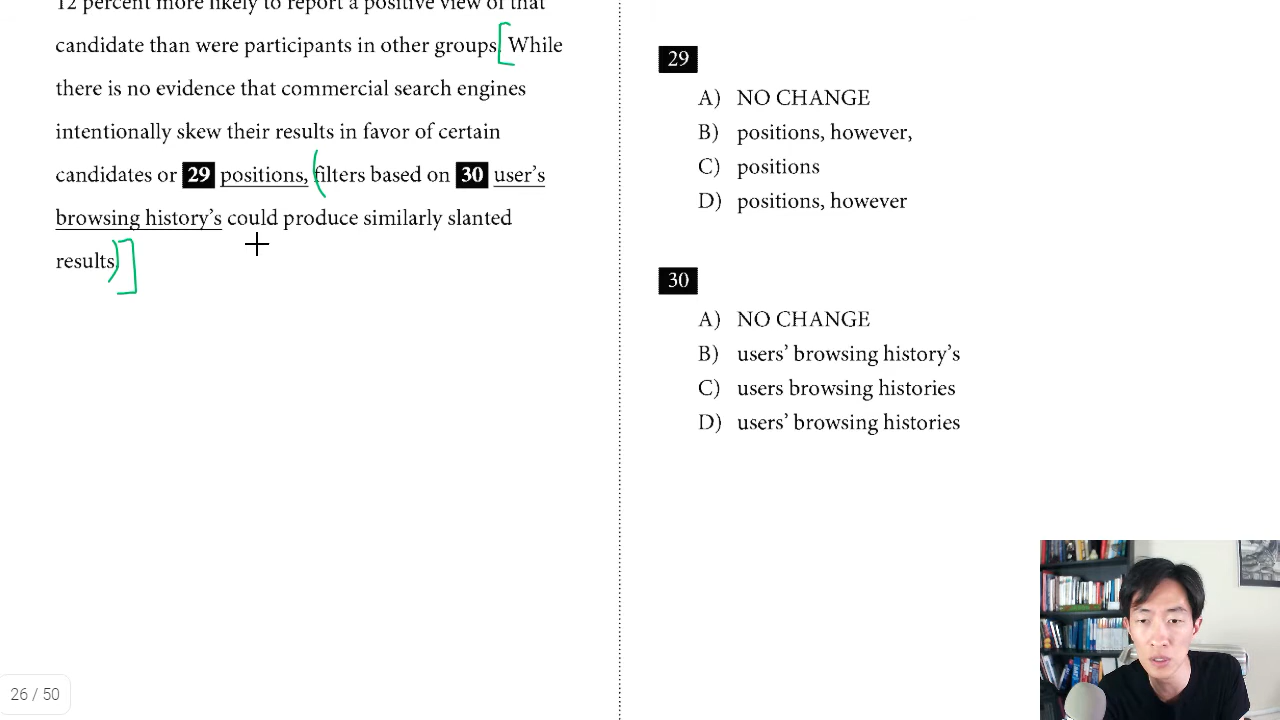 12 percent more likely to report a positive view of that
candidate than were participants in other groups. While
there is no evidence that commercial search engines
intentionally skew their results in favor of certain
candidates or 29 positions, filters based on 30 user’s
browsing history’s could produce similarly slanted
results.
29
A) NO CHANGE
B) positions, however,
C) positions
D) positions, however
30
A) NO CHANGE
B) users’ browsing history’s
C) users browsing histories
D) users’ browsing histories
26 / 50